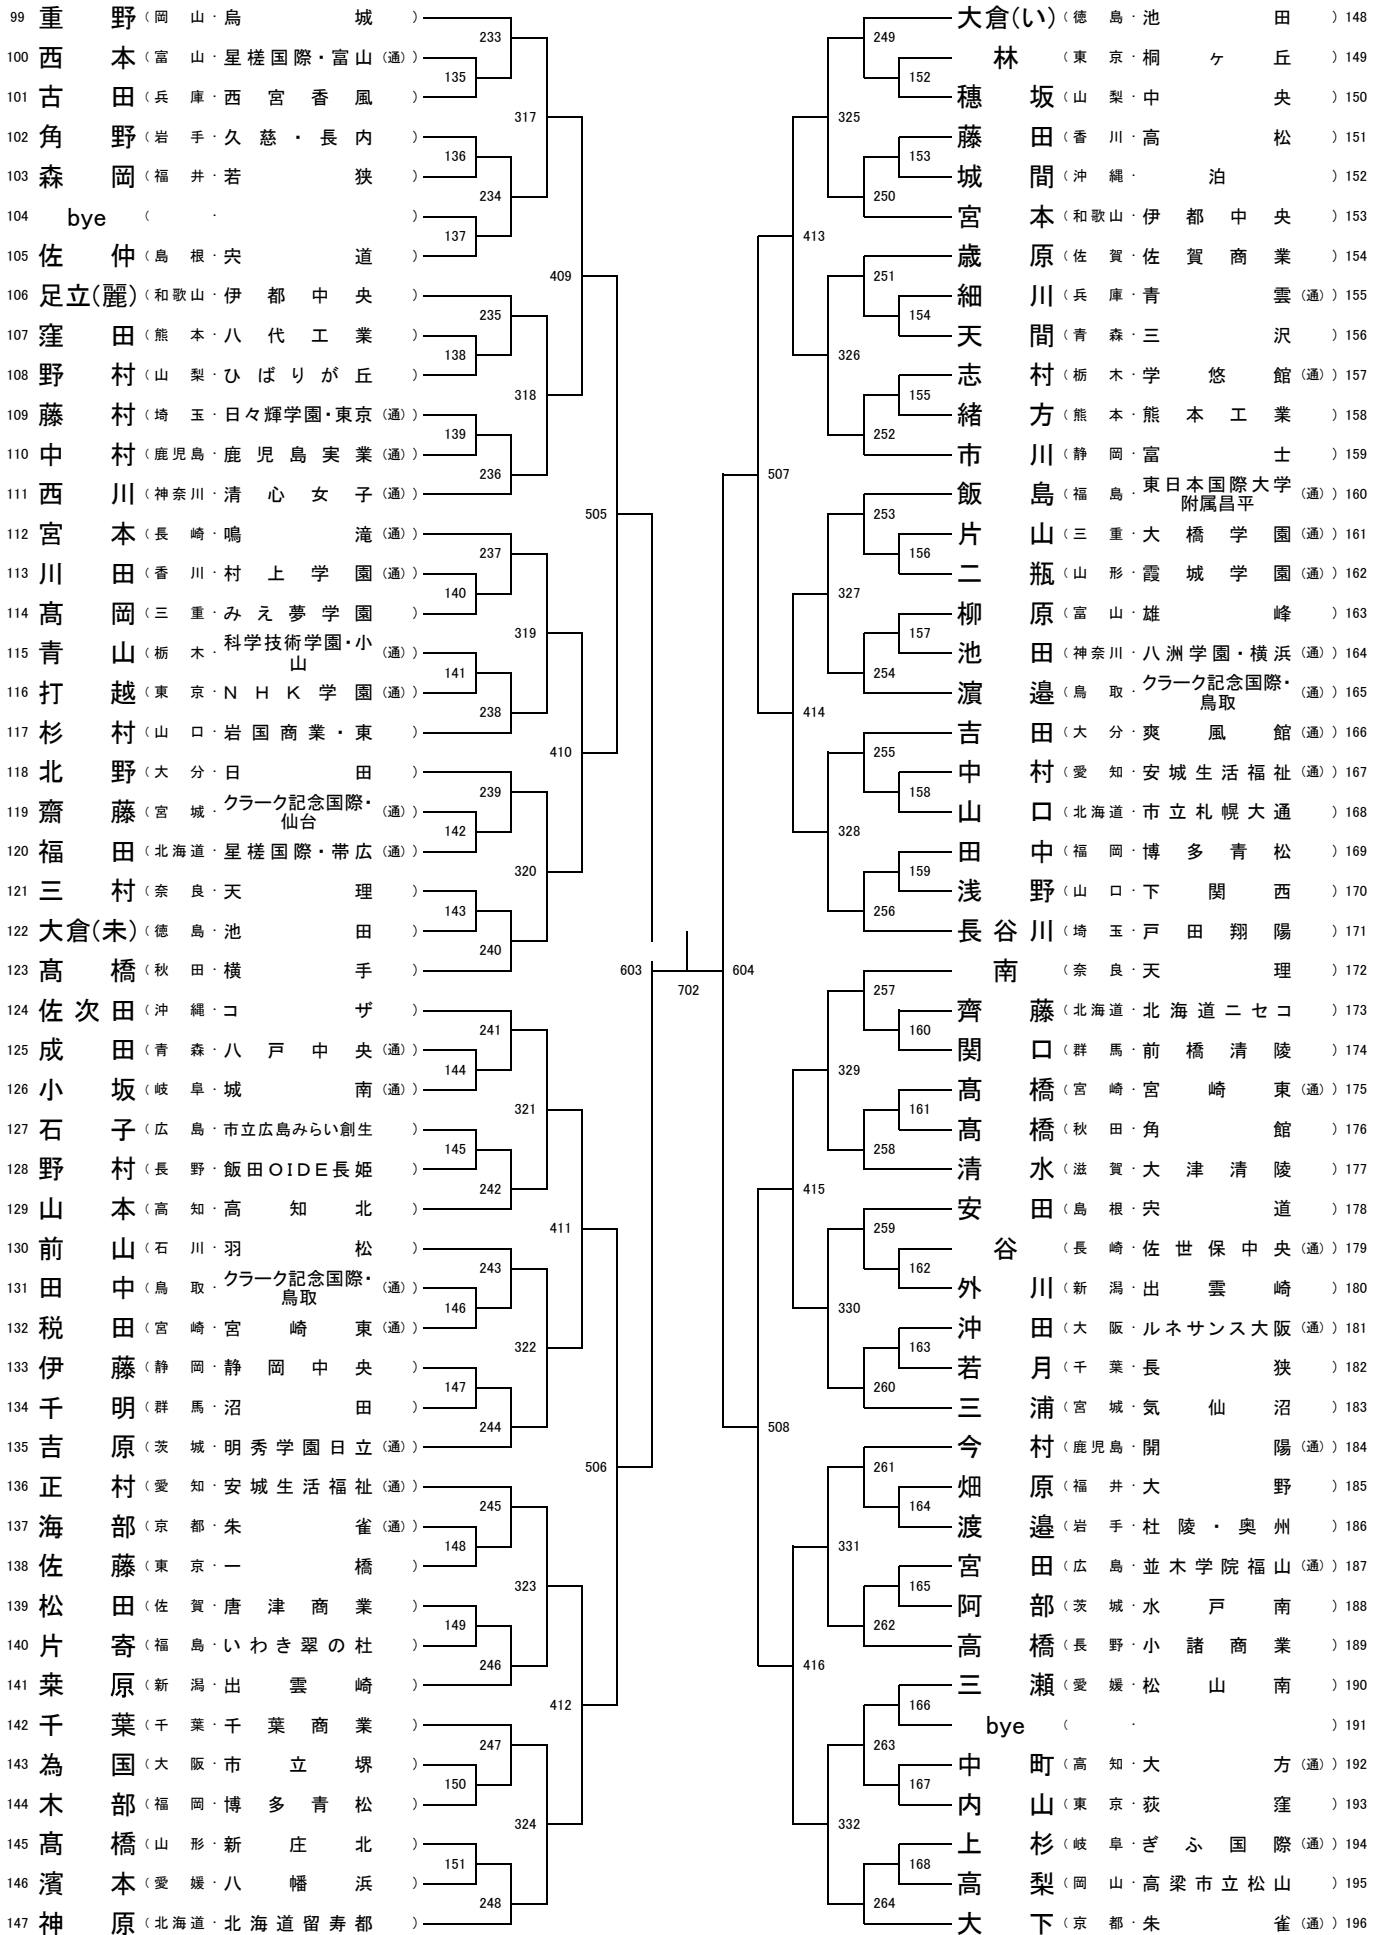 99 重野 (岡山・烏城)
100 西本 (富山・星槎国際・富山(通))
101 古田 (兵庫・西宮香風)
102 角野 (岩手・久慈・長内)
103 森岡 (福井・若狭)
104 bye (・)
105 佐仲 (島根・宍道)
106 足立(麗) (和歌山・伊都中央)
107 窪田 (熊本・八代工業)
108 野村 (山梨・ひばりが丘)
109 藤村 (埼玉・日々輝学園・東京(通))
110 中村 (鹿児島・鹿児島実業(通))
111 西川 (神奈川・清心女子(通))
112 宮本 (長崎・鳴滝(通))
113 川田 (香川・村上学園(通))
114 髙岡 (三重・みえ夢学園)
115 青山 (栃木・科学技術学園・小山(通))
116 打越 (東京・NHK学園(通))
117 杉村 (山口・岩国商業・東)
118 北野 (大分・日田)
119 齋藤 (宮城・クラーク記念国際・仙台(通))
120 福田 (北海道・星槎国際・帯広(通))
121 三村 (奈良・天理)
122 大倉(未) (徳島・池田)
123 髙橋 (秋田・横手)
124 佐次田 (沖縄・コザ)
125 成田 (青森・八戸中央(通))
126 小坂 (岐阜・城南(通))
127 石子 (広島・市立広島みらい創生)
128 野村 (長野・飯田OIDE長姫)
129 山本 (高知・高知北)
130 前山 (石川・羽松)
131 田中 (鳥取・クラーク記念国際・鳥取(通))
132 税田 (宮崎・宮崎東(通))
133 伊藤 (静岡・静岡中央)
134 千明 (群馬・沼田)
135 吉原 (茨城・明秀学園日立(通))
136 正村 (愛知・安城生活福祉(通))
137 海部 (京都・朱雀(通))
138 佐藤 (東京・一橋)
139 松田 (佐賀・唐津商業)
140 片寄 (福島・いわき翠の杜)
141 桒原 (新潟・出雲崎)
142 千葉 (千葉・千葉商業)
143 為国 (大阪・市立堺)
144 木部 (福岡・博多青松)
145 髙橋 (山形・新庄北)
146 濱本 (愛媛・八幡浜)
147 神原 (北海道・北海道留寿都)
233
135
317
136
234
137
409
235
138
318
139
236
505
237
140
319
141
238
410
239
142
320
143
240
603
702
604
241
144
321
145
242
411
243
146
322
147
244
506
245
148
323
149
246
412
247
150
324
151
248
249
152
325
153
250
413
251
154
326
155
252
507
253
156
327
157
254
414
255
158
328
159
256
257
160
329
161
258
415
259
162
330
163
260
508
261
164
331
165
262
416
166
263
167
332
168
264
大倉(い) (徳島・池田) 148
林 (東京・桐ヶ丘) 149
穂坂 (山梨・中央) 150
藤田 (香川・高松) 151
城間 (沖縄・泊) 152
宮本 (和歌山・伊都中央) 153
歳原 (佐賀・佐賀商業) 154
細川 (兵庫・青雲(通)) 155
天間 (青森・三沢) 156
志村 (栃木・学悠館(通)) 157
緒方 (熊本・熊本工業) 158
市川 (静岡・富士) 159
飯島 (福島・東日本国際大学附属昌平(通)) 160
片山 (三重・大橋学園(通)) 161
二瓶 (山形・霞城学園(通)) 162
柳原 (富山・雄峰) 163
池田 (神奈川・八洲学園・横浜(通)) 164
濵邉 (鳥取・クラーク記念国際・鳥取(通)) 165
吉田 (大分・爽風館(通)) 166
中村 (愛知・安城生活福祉(通)) 167
山口 (北海道・市立札幌大通) 168
田中 (福岡・博多青松) 169
浅野 (山口・下関西) 170
長谷川 (埼玉・戸田翔陽) 171
南 (奈良・天理) 172
齊藤 (北海道・北海道ニセコ) 173
関口 (群馬・前橋清陵) 174
髙橋 (宮崎・宮崎東(通)) 175
髙橋 (秋田・角館) 176
清水 (滋賀・大津清陵) 177
安田 (島根・宍道) 178
谷 (長崎・佐世保中央(通)) 179
外川 (新潟・出雲崎) 180
沖田 (大阪・ルネサンス大阪(通)) 181
若月 (千葉・長狭) 182
三浦 (宮城・気仙沼) 183
今村 (鹿児島・開陽(通)) 184
畑原 (福井・大野) 185
渡邉 (岩手・杜陵・奥州) 186
宮田 (広島・並木学院福山(通)) 187
阿部 (茨城・水戸南) 188
高橋 (長野・小諸商業) 189
三瀬 (愛媛・松山南) 190
bye (・) 191
中町 (高知・大方(通)) 192
内山 (東京・荻窪) 193
上杉 (岐阜・ぎふ国際(通)) 194
高梨 (岡山・高梁市立松山) 195
大下 (京都・朱雀(通)) 196